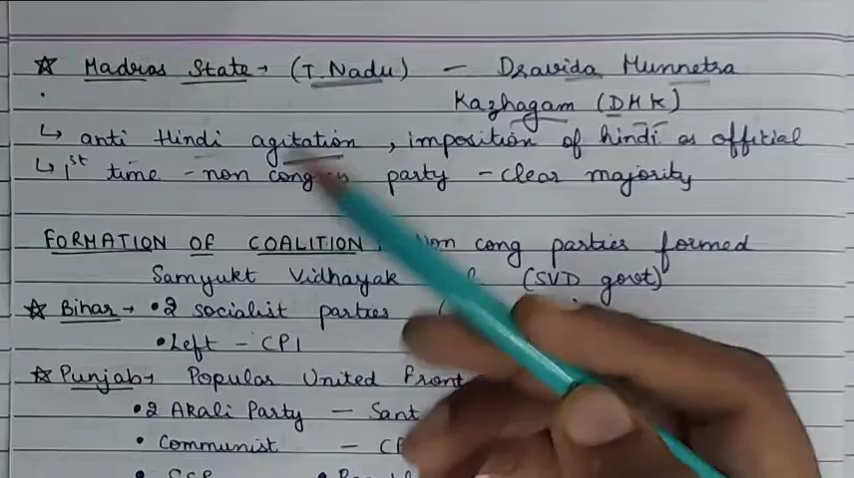 ☆ Madras State → (T. Nadu) - Dravida Munnetra
Kazhagam (DMK)
↳ anti Hindi agitation, imposition of hindi as official
↳ 1st time - non party - clear majority
FORMATION OF COALITION: Non cong parties formed
Samyukt Vidhayak (SVD govt)
☆ Bihar → •2 socialist parties
•Left - CPI
☆ Punjab → Popular United Front
•2 Akali Party - Sant
• Communist -